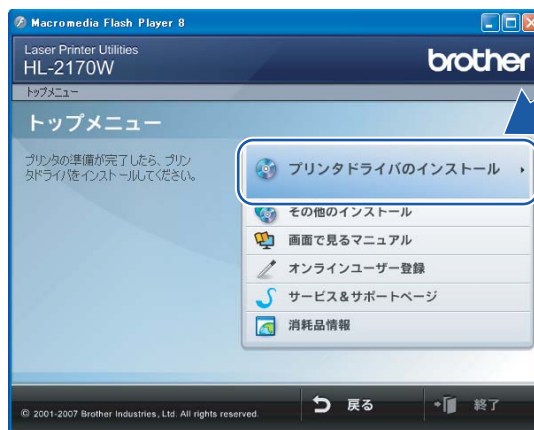 Macromedia Flash Player 8
Laser Printer Utilities
HL-2170W
brother
トップメニュー
トップメニュー
プリンタの準備が完了したら、プリン
タドライバをインストールしてください。
プリンタドライバのインストール
その他のインストール
画面で見るマニュアル
オンラインユーザー登録
サービス&サポートページ
消耗品情報
© 2001-2007 Brother Industries, Ltd. All rights reserved.
戻る
終了